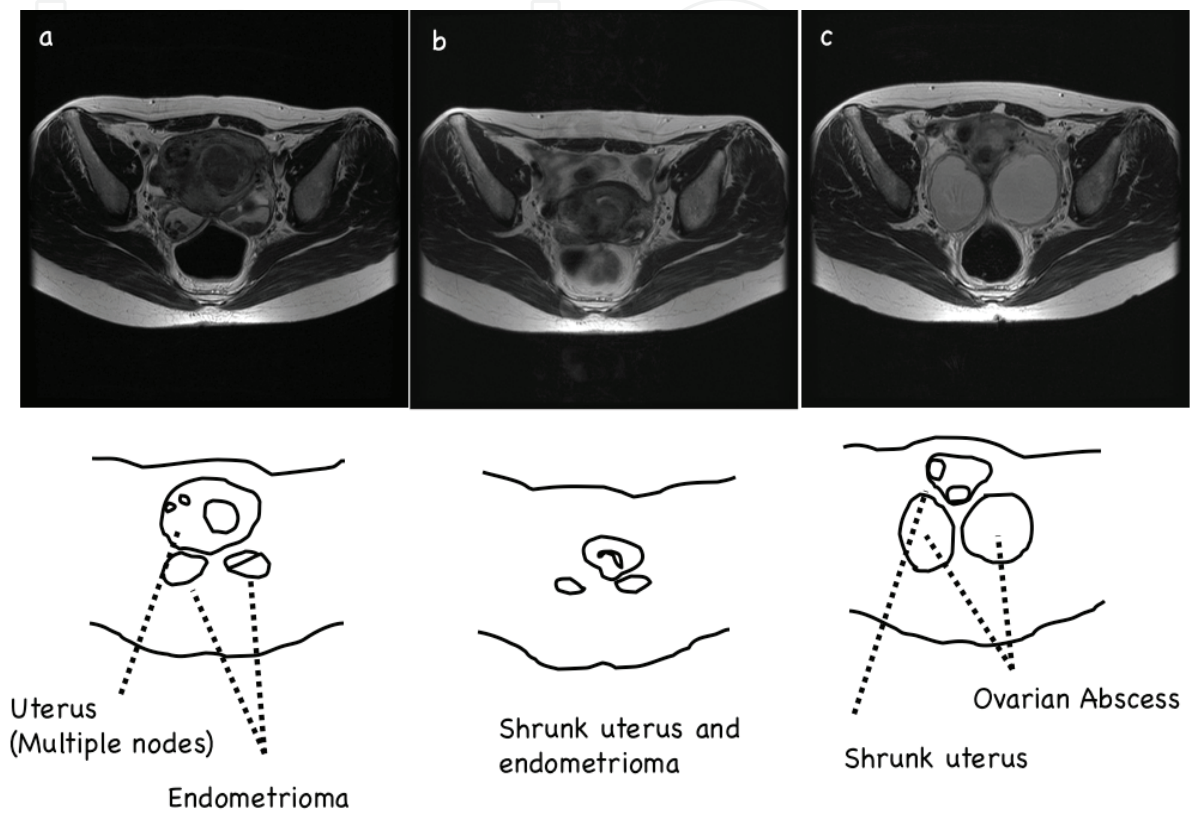 a
b
c
Uterus
(Multiple nodes)
Endometrioma
Shrunk uterus and
endometrioma
Ovarian Abscess
Shrunk uterus